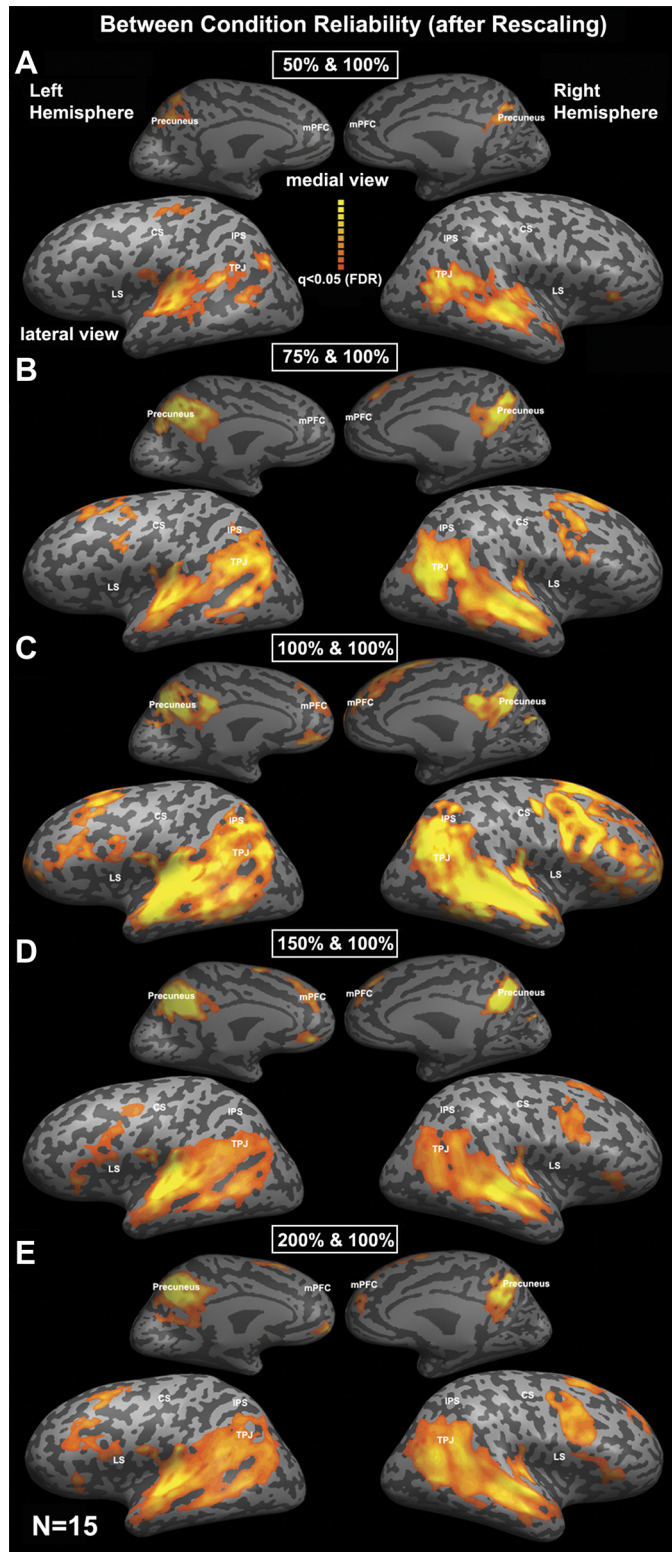 Between Condition Reliability (after Rescaling)
A
50% & 100%
Left
Hemisphere
Right
Hemisphere
Precuneus
mPFC
mPFC
Precuneus
medial view
CS
IPS
TPJ
LS
q<0.05 (FDR)
IPS
CS
TPJ
LS
lateral view
B
75% & 100%
Precuneus
mPFC
mPFC
Precuneus
CS
IPS
TPJ
LS
IPS
CS
TPJ
LS
C
100% & 100%
Precuneus
mPFC
mPFC
Precuneus
CS
IPS
TPJ
LS
IPS
CS
TPJ
LS
D
150% & 100%
Precuneus
mPFC
mPFC
Precuneus
CS
IPS
TPJ
LS
IPS
CS
TPJ
LS
E
200% & 100%
Precuneus
mPFC
mPFC
Precuneus
CS
IPS
TPJ
LS
IPS
CS
TPJ
LS
N=15